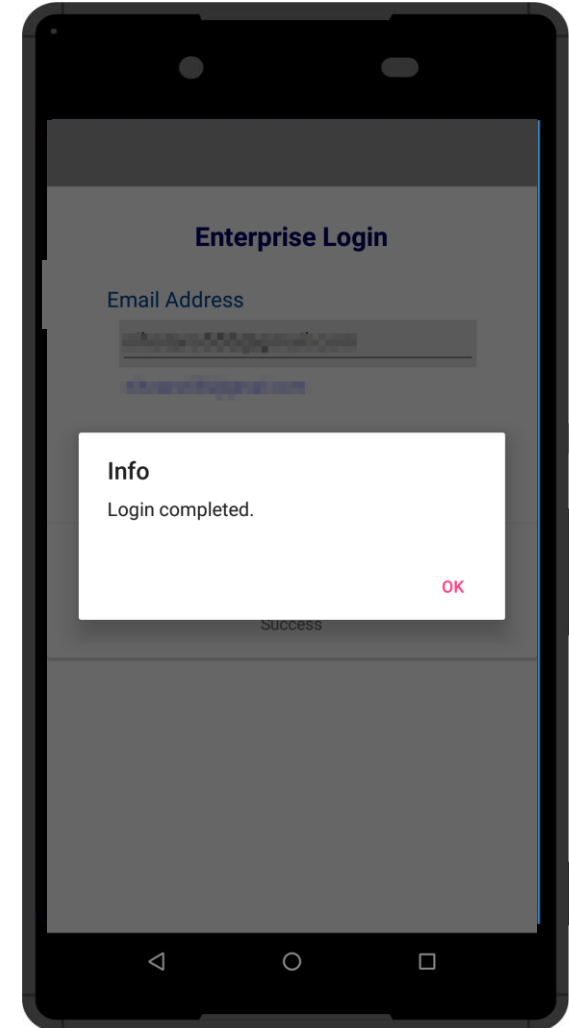 Enterprise Login
Email Address
Info
Login completed.
OK
Success